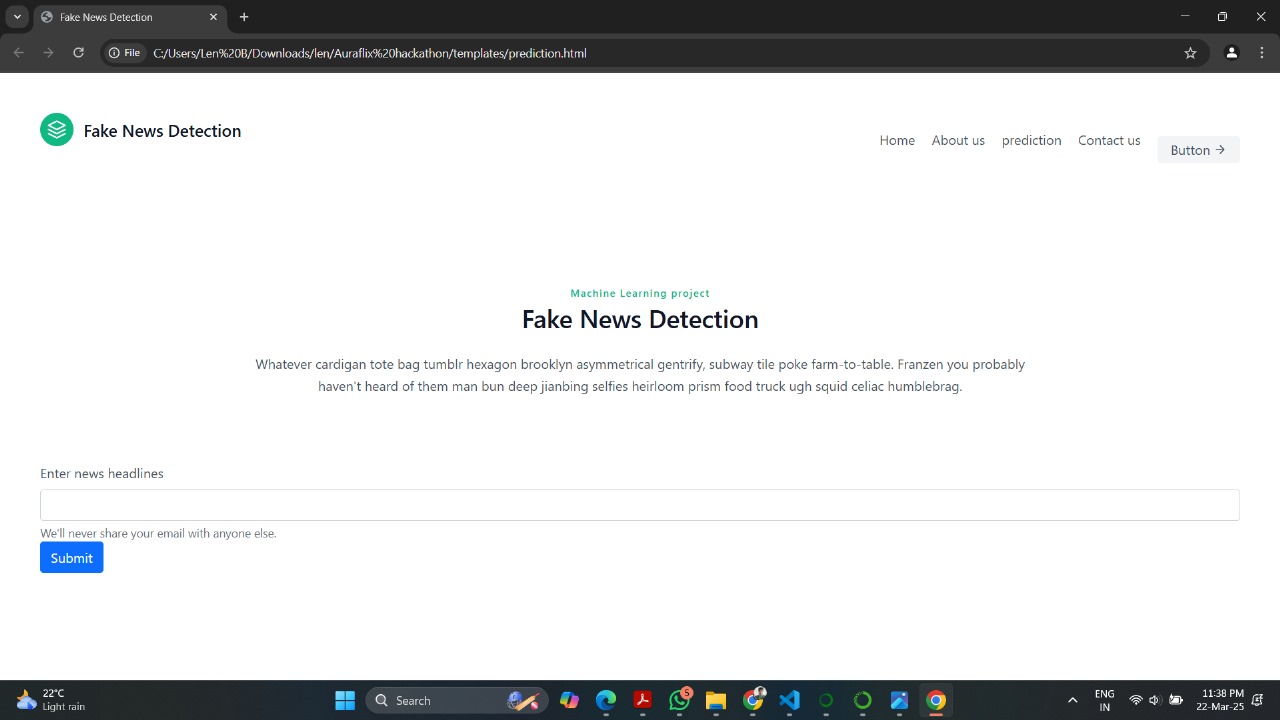 Fake News Detection
File
C:/Users/Len%20B/Downloads/len/Auraflix%20hackathon/templates/prediction.html
Fake News Detection
Home About us prediction Contact us Button →
Machine Learning project
Fake News Detection
Whatever cardigan tote bag tumblr hexagon brooklyn asymmetrical gentrify, subway tile poke farm-to-table. Franzen you probably
haven't heard of them man bun deep jianbing selfies heirloom prism food truck ugh squid celiac humblebrag.
Enter news headlines
We'll never share your email with anyone else.
Submit
22°C
Light rain
Search
5
ENG
IN
11:38 PM
22-Mar-25